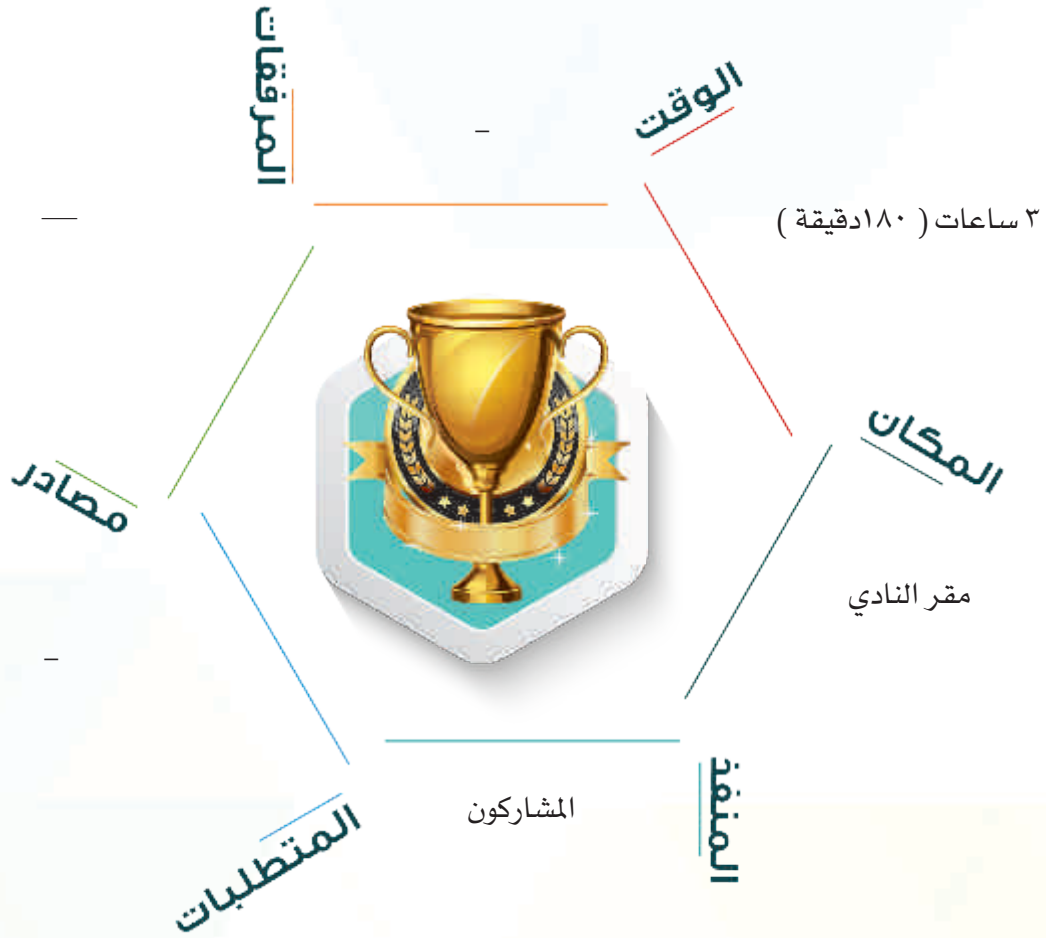 المرفقات
–
الوقت
٣ ساعات ( ١٨٠دقيقة )
—
المكان
مقر النادي
مصادر
–
المنفذ
المشاركون
المتطلبات